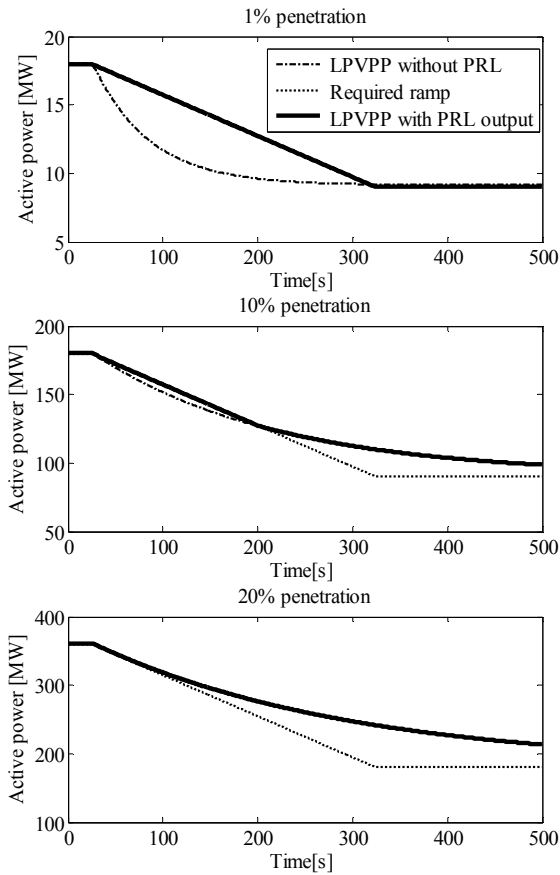 1% penetration
Active power [MW]
20
15
10
5
LPVPP without PRL
Required ramp
LPVPP with PRL output
0 100 200 300 400 500
Time[s]
10% penetration
Active power [MW]
200
150
100
50
0 100 200 300 400 500
Time[s]
20% penetration
Active power [MW]
400
300
200
100
0 100 200 300 400 500
Time[s]